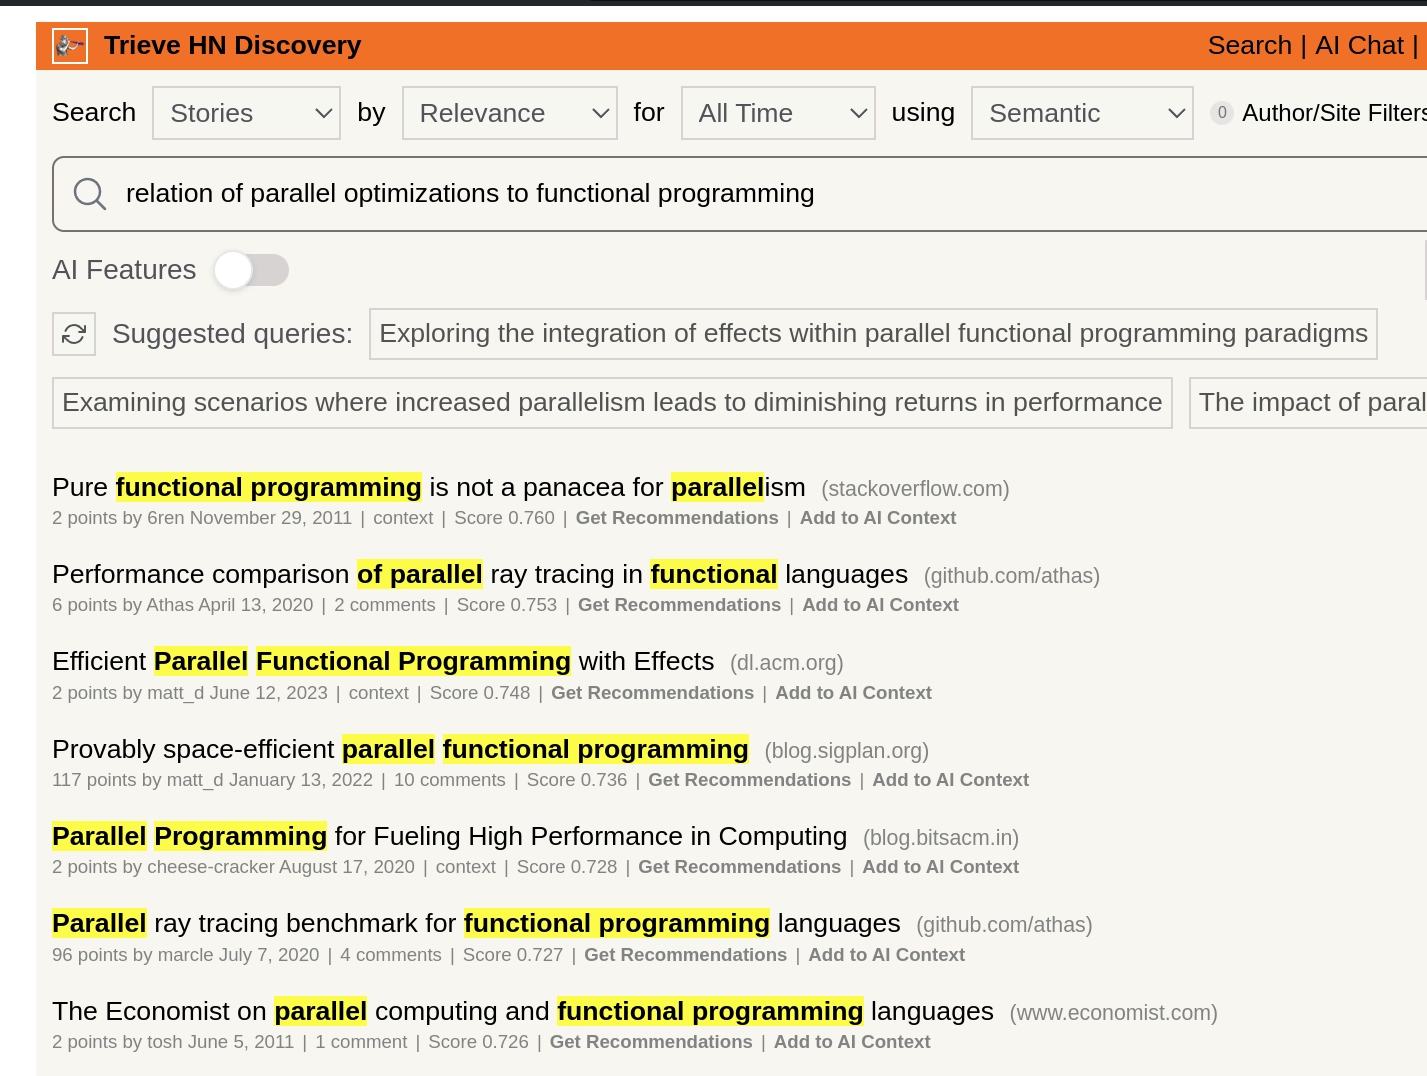 Trieve HN Discovery Search | AI Chat |
Search Stories by Relevance for All Time using Semantic 0 Author/Site Filters
relation of parallel optimizations to functional programming
AI Features
Suggested queries: Exploring the integration of effects within parallel functional programming paradigms
Examining scenarios where increased parallelism leads to diminishing returns in performance The impact of paral
Pure functional programming is not a panacea for parallelism (stackoverflow.com)
2 points by 6ren November 29, 2011 | context | Score 0.760 | Get Recommendations | Add to AI Context
Performance comparison of parallel ray tracing in functional languages (github.com/athas)
6 points by Athas April 13, 2020 | 2 comments | Score 0.753 | Get Recommendations | Add to AI Context
Efficient Parallel Functional Programming with Effects (dl.acm.org)
2 points by matt_d June 12, 2023 | context | Score 0.748 | Get Recommendations | Add to AI Context
Provably space-efficient parallel functional programming (blog.sigplan.org)
117 points by matt_d January 13, 2022 | 10 comments | Score 0.736 | Get Recommendations | Add to AI Context
Parallel Programming for Fueling High Performance in Computing (blog.bitsacm.in)
2 points by cheese-cracker August 17, 2020 | context | Score 0.728 | Get Recommendations | Add to AI Context
Parallel ray tracing benchmark for functional programming languages (github.com/athas)
96 points by marcle July 7, 2020 | 4 comments | Score 0.727 | Get Recommendations | Add to AI Context
The Economist on parallel computing and functional programming languages (www.economist.com)
2 points by tosh June 5, 2011 | 1 comment | Score 0.726 | Get Recommendations | Add to AI Context